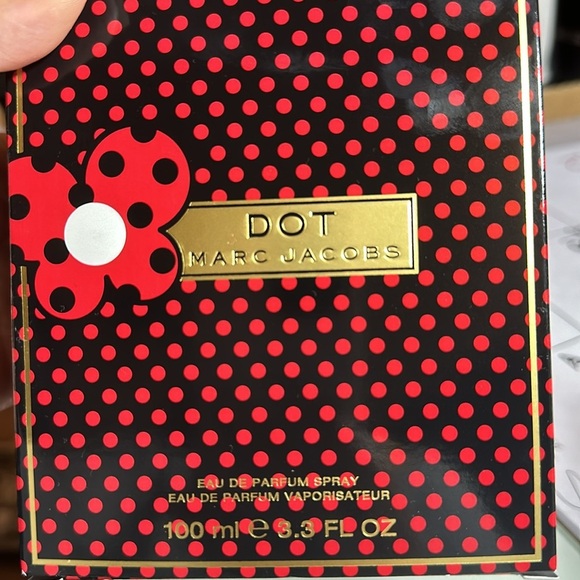 DOT
MARC JACOBS
EAU DE PARFUM SPRAY
EAU DE PARFUM VAPORISATEUR
100 ml ℮ 3.3 FL OZ